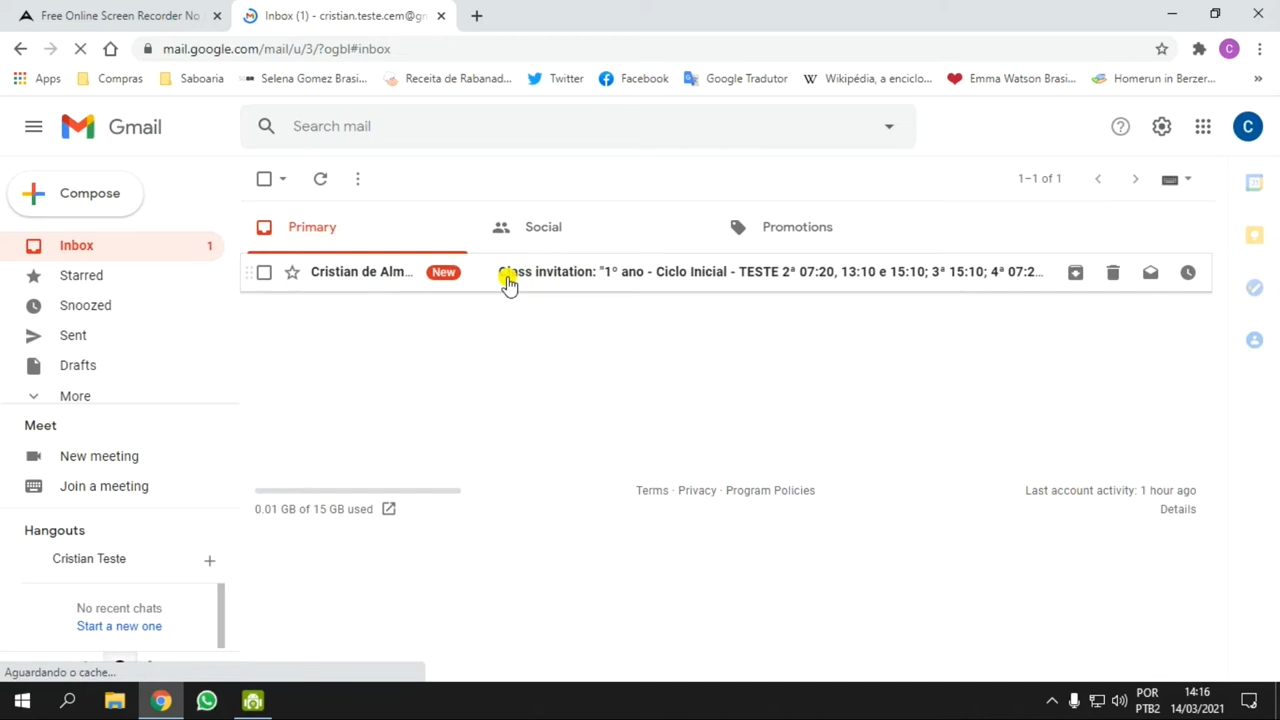 Free Online Screen Recorder No
Inbox (1) - cristian.teste.cem@gm
mail.google.com/mail/u/3/?ogbl#inbox
C
Apps
Compras
Saboaria
Selena Gomez Brasi...
Receita de Rabanad...
Twitter
Facebook
Google Tradutor
Wikipédia, a enciclo...
Emma Watson Brasi...
Homerun in Berzer...
Gmail
Search mail
C
Compose
1–1 of 1
Inbox 1
Primary
Social
Promotions
Starred
Cristian de Alm... New Class invitation: "1º ano - Ciclo Inicial - TESTE 2ª 07:20, 13:10 e 15:10; 3ª 15:10; 4ª 07:2...
Snoozed
Sent
Drafts
More
Meet
New meeting
Join a meeting
Terms · Privacy · Program Policies
Last account activity: 1 hour ago
0.01 GB of 15 GB used
Details
Hangouts
Cristian Teste
No recent chats
Start a new one
Aguardando o cache...
POR
PTB2
14:16
14/03/2021